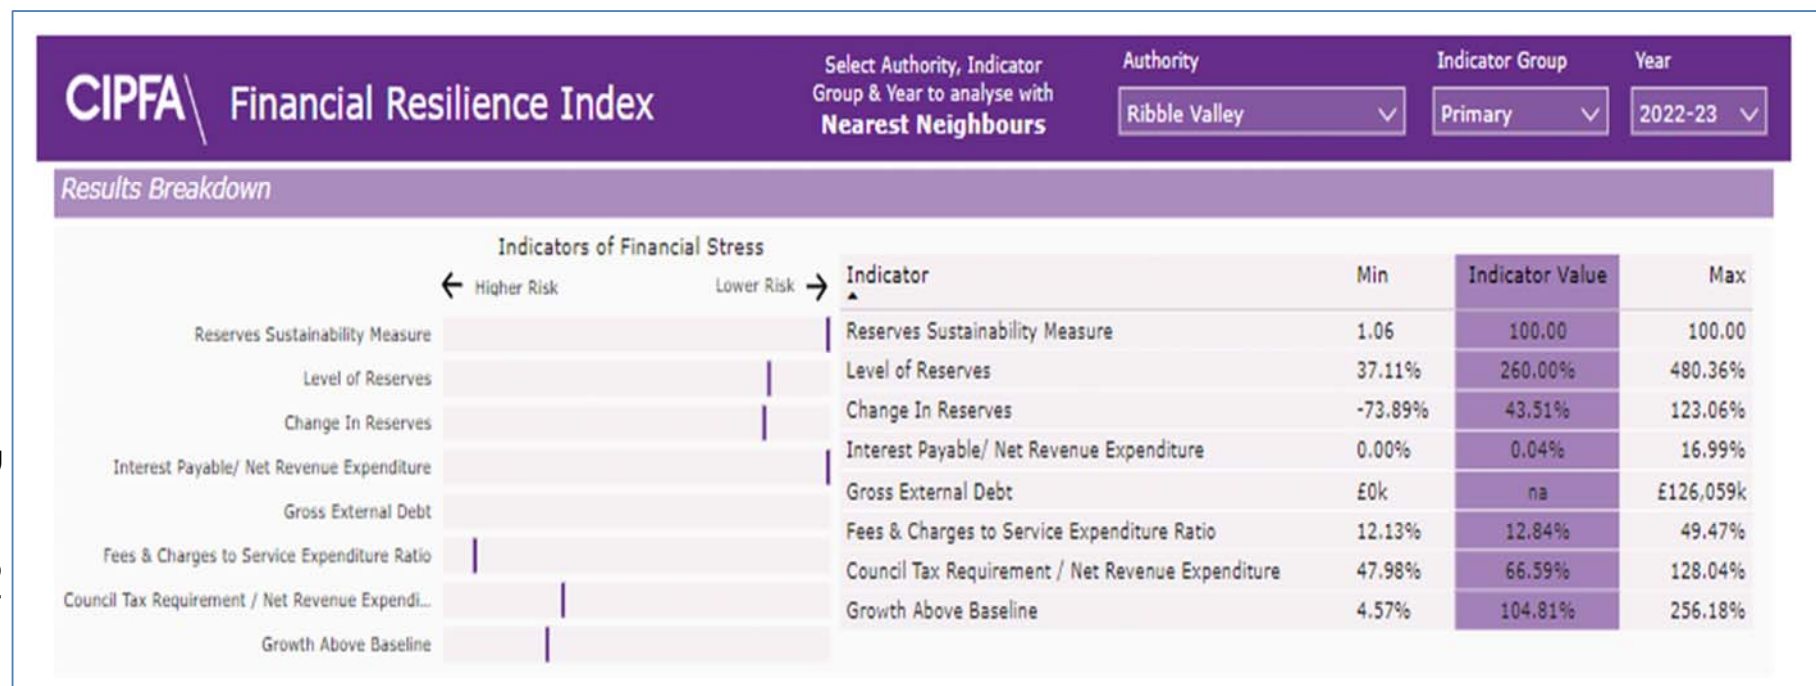 CIPFA\ Financial Resilience Index
Select Authority, Indicator
Group & Year to analyse with
Nearest Neighbours
Authority
Ribble Valley
Indicator Group
Primary
Year
2022-23
Results Breakdown
Indicators of Financial Stress
Higher Risk Lower Risk
Reserves Sustainability Measure
Level of Reserves
Change In Reserves
Interest Payable/ Net Revenue Expenditure
Gross External Debt
Fees & Charges to Service Expenditure Ratio
Council Tax Requirement / Net Revenue Expendi...
Growth Above Baseline
Indicator Min Indicator Value Max
Reserves Sustainability Measure 1.06 100.00 100.00
Level of Reserves 37.11% 260.00% 480.36%
Change In Reserves -73.89% 43.51% 123.06%
Interest Payable/ Net Revenue Expenditure 0.00% 0.04% 16.99%
Gross External Debt £0k na £126,059k
Fees & Charges to Service Expenditure Ratio 12.13% 12.84% 49.47%
Council Tax Requirement / Net Revenue Expenditure 47.98% 66.59% 128.04%
Growth Above Baseline 4.57% 104.81% 256.18%